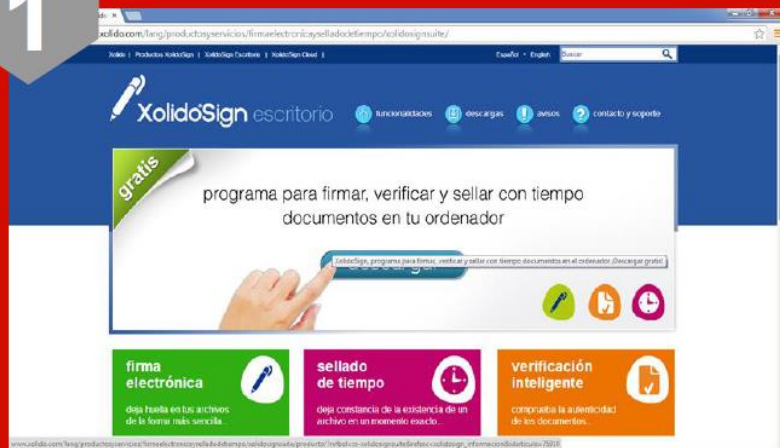 1
xolido.com/lang/productosyservicios/firmaelectronicayselladodetiempo/xolidosignsuite/
Xolido | Productos XolidoSign | XolidoSign Escritorio | XolidoSign Cloud |
Español • English
Buscar
XolidoSign escritorio
funcionalidades
descargas
avisos
contacto y soporte
gratis
programa para firmar, verificar y sellar con tiempo
documentos en tu ordenador
XolidoSign, programa para firmar, verificar y sellar con tiempo documentos en el ordenador ¡Descargar gratis!
descargar
firma
electrónica
deja huella en tus archivos
de la forma más sencilla...
sellado
de tiempo
deja constancia de la existencia de un
archivo en un momento exacto...
verificación
inteligente
comprueba la autenticidad
de los documentos...